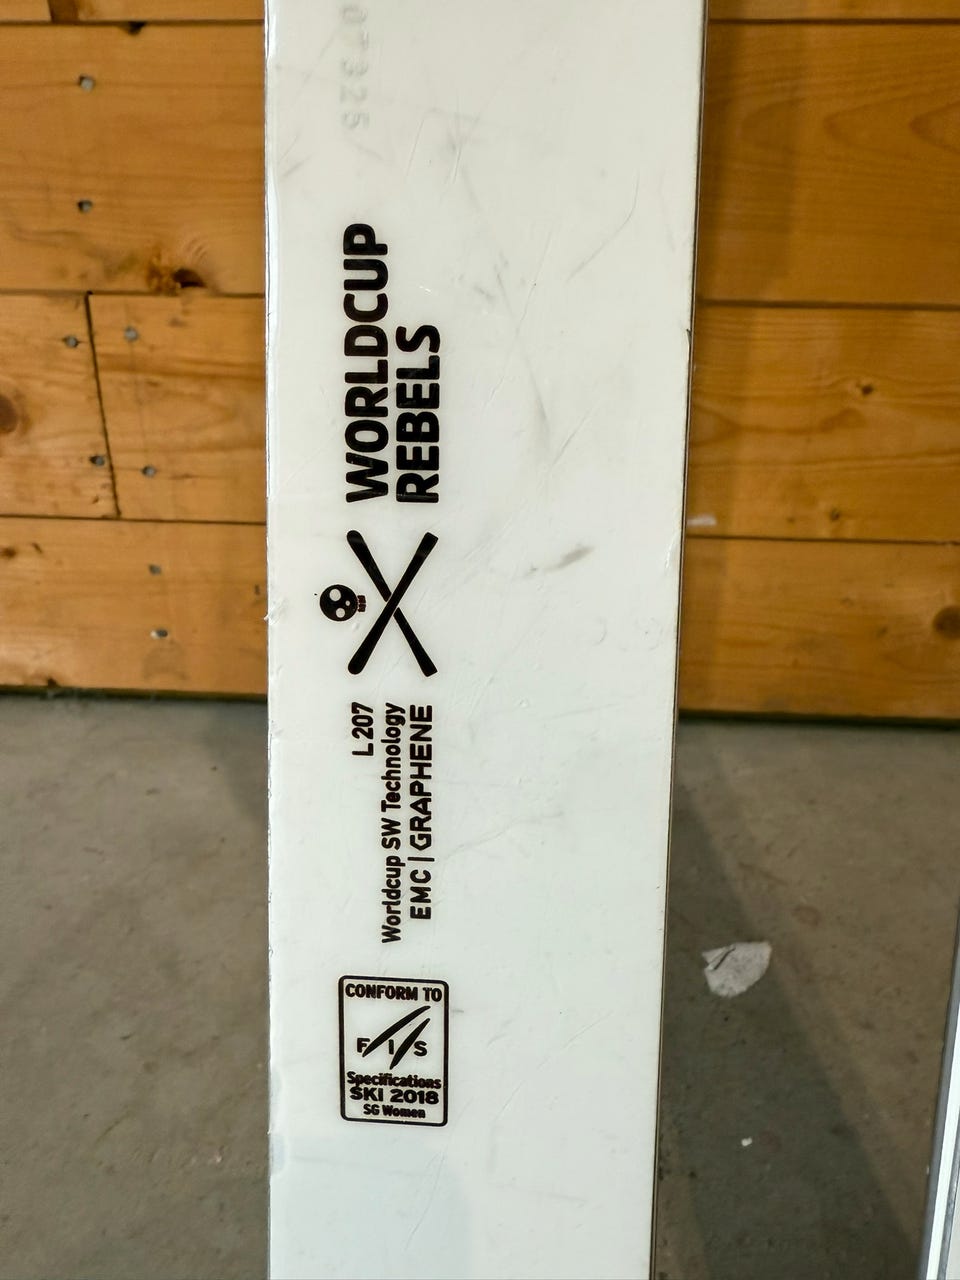 WORLDCUP
REBELS
L 207
Worldcup SW Technology
EMC | GRAPHENE
CONFORM TO
FIS
Specifications
SKI 2018
SG Women